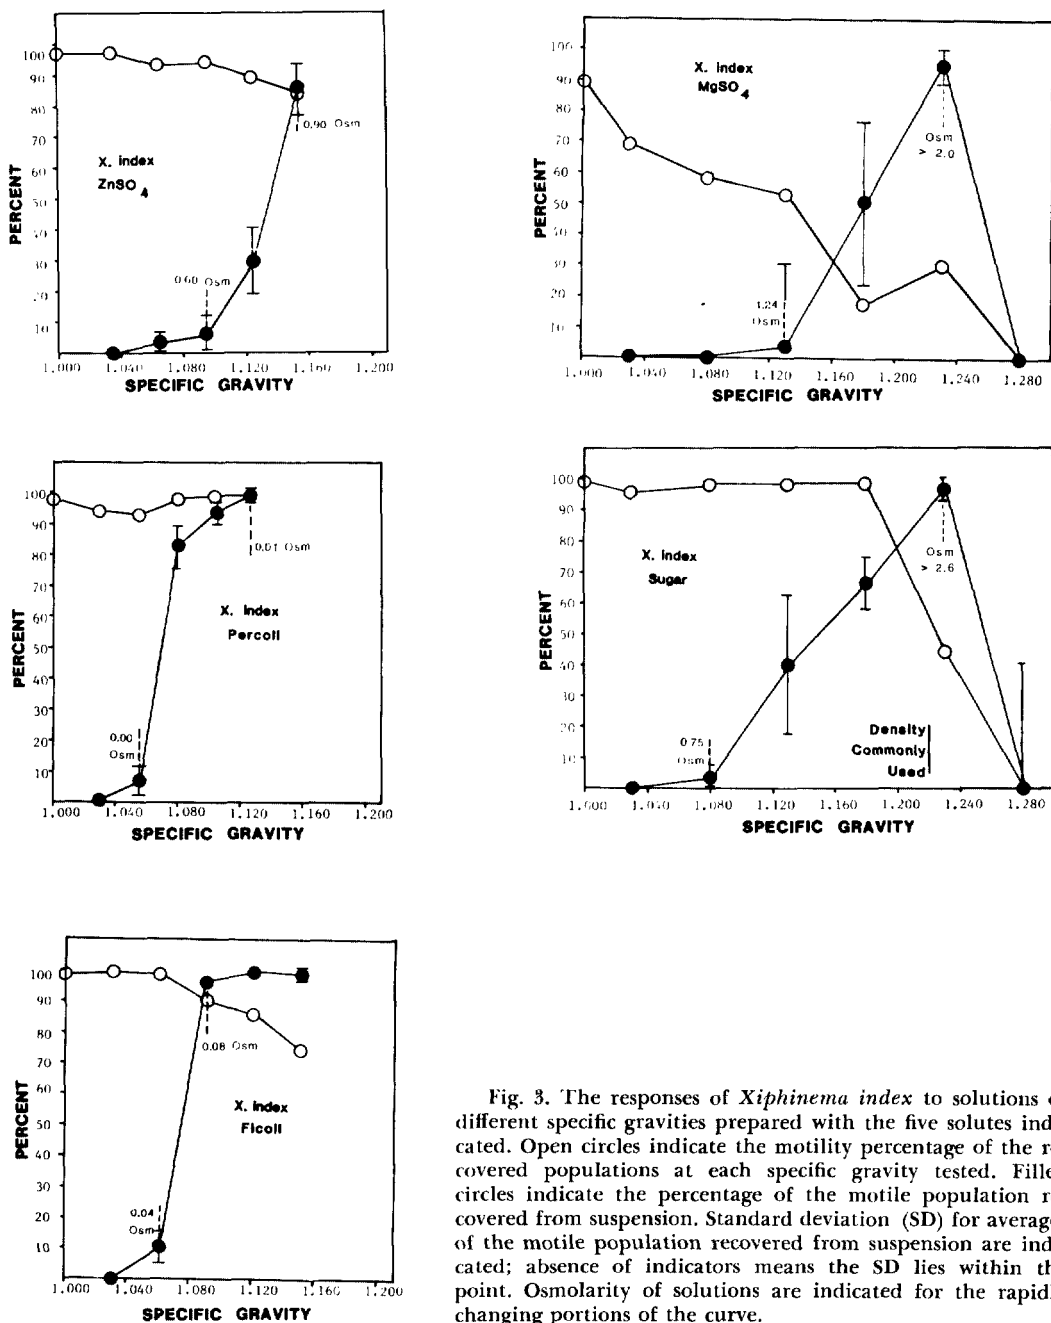 100
90
80
70
60
50
40
30
20
10
PERCENT
X. index
ZnSO4
0.60 Osm
0.90 Osm
1.000 1.040 1.080 1.120 1.160 1.200
SPECIFIC GRAVITY
100
90
80
70
60
50
40
30
20
10
PERCENT
X. index
MgSO4
1.24
Osm
Osm
> 2.0
1.000 1.040 1.080 1.120 1.160 1.200 1.240 1.280
SPECIFIC GRAVITY
100
90
80
70
60
50
40
30
20
10
PERCENT
X. index
Percoll
0.00
Osm
0.01 Osm
1.000 1.040 1.080 1.120 1.160 1.200
SPECIFIC GRAVITY
100
90
80
70
60
50
40
30
20
10
PERCENT
X. index
Sugar
0.75
Osm
Osm
> 2.6
Density
Commonly
Used
1.000 1.040 1.080 1.120 1.160 1.200 1.240 1.280
SPECIFIC GRAVITY
100
90
80
70
60
50
40
30
20
10
PERCENT
X. index
Ficoll
0.04
Osm
0.08 Osm
1.000 1.040 1.080 1.120 1.160 1.200
SPECIFIC GRAVITY
Fig. 3. The responses of Xiphinema index to solutions
different specific gravities prepared with the five solutes indi
cated. Open circles indicate the motility percentage of the r
covered populations at each specific gravity tested. Fille
circles indicate the percentage of the motile population r
covered from suspension. Standard deviation (SD) for average
of the motile population recovered from suspension are indi
cated; absence of indicators means the SD lies within th
point. Osmolarity of solutions are indicated for the rapidl
changing portions of the curve.